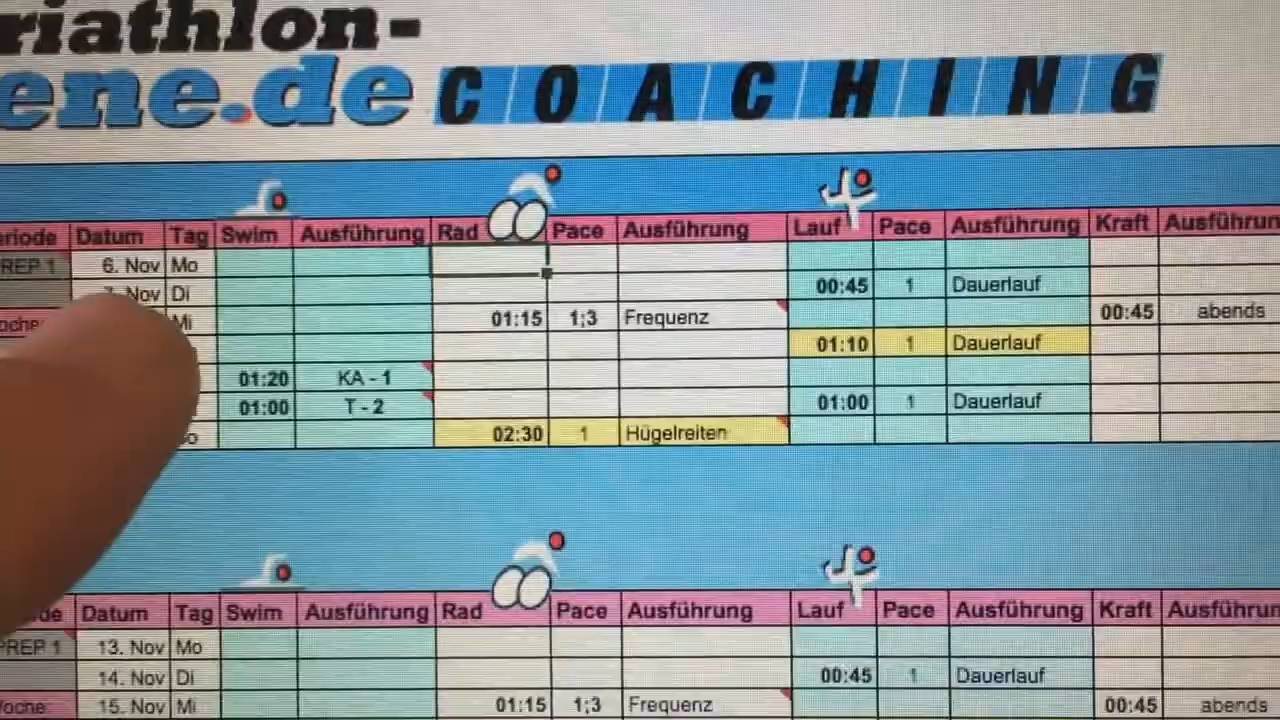 riathlon-
ene.de COACHING
eriode Datum Tag Swim Ausführung Rad Pace Ausführung Lauf Pace Ausführung Kraft Ausführun
REP 1 6. Nov Mo
Nov Di 00:45 1 Dauerlauf
oche Mi 01:15 1;3 Frequenz 00:45 abends
01:10 1 Dauerlauf
01:20 KA - 1
01:00 T - 2 01:00 1 Dauerlauf
o 02:30 1 Hügelreiten
de Datum Tag Swim Ausführung Rad Pace Ausführung Lauf Pace Ausführung Kraft Ausführun
PREP 1 13. Nov Mo
14. Nov Di 00:45 1 Dauerlauf
Woche: 15. Nov Mi 01:15 1;3 Frequenz 00:45 abends